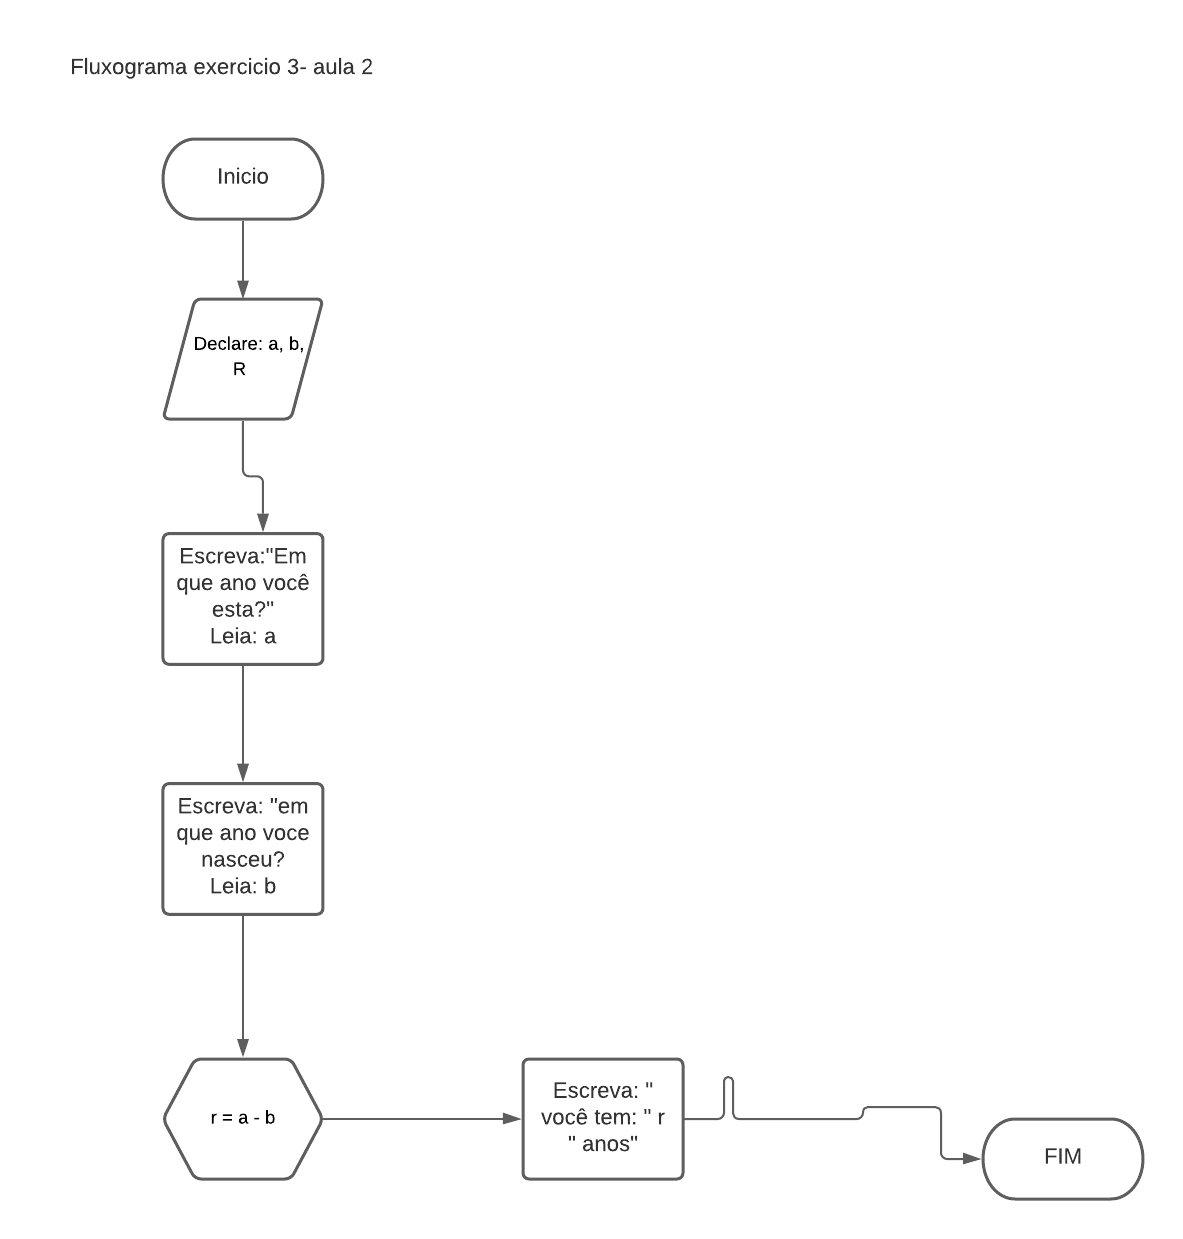 Fluxograma exercicio 3- aula 2
Inicio
Declare: a, b,
R
Escreva:"Em
que ano você
esta?"
Leia: a
Escreva: "em
que ano voce
nasceu?
Leia: b
r = a - b
Escreva: "
você tem: " r
" anos"
FIM